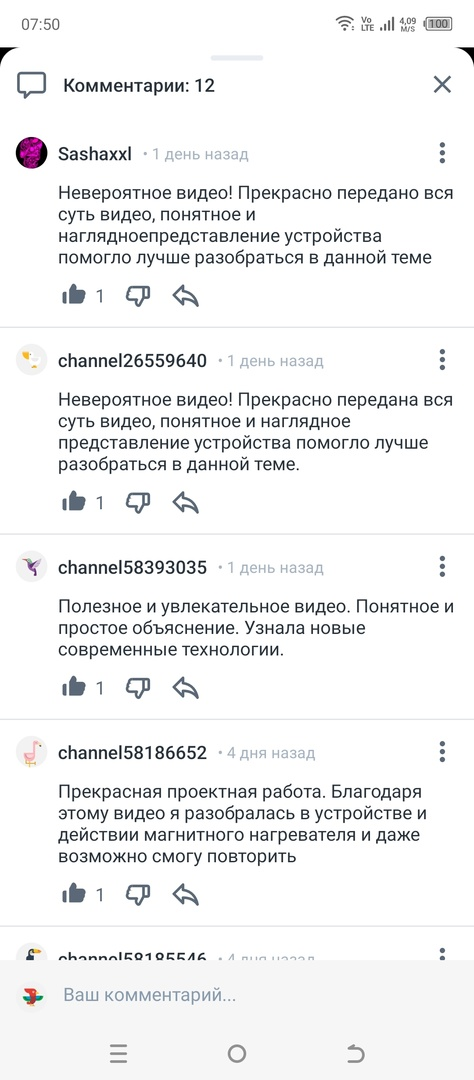 07:50
Vo
LTE
4,09
M/S
100
Комментарии: 12
Sashaxxl • 1 день назад
Невероятное видео! Прекрасно передано вся
суть видео, понятное и
наглядноепредставление устройства
помогло лучше разобраться в данной теме
1
channel26559640 • 1 день назад
Невероятное видео! Прекрасно передана вся
суть видео, понятное и наглядное
представление устройства помогло лучше
разобраться в данной теме.
1
channel58393035 • 1 день назад
Полезное и увлекательное видео. Понятное и
простое объяснение. Узнала новые
современные технологии.
1
channel58186652 • 4 дня назад
Прекрасная проектная работа. Благодаря
этому видео я разобралась в устройстве и
действии магнитного нагревателя и даже
возможно смогу повторить
1
channel58185546 • 4 дня назад
Ваш комментарий...